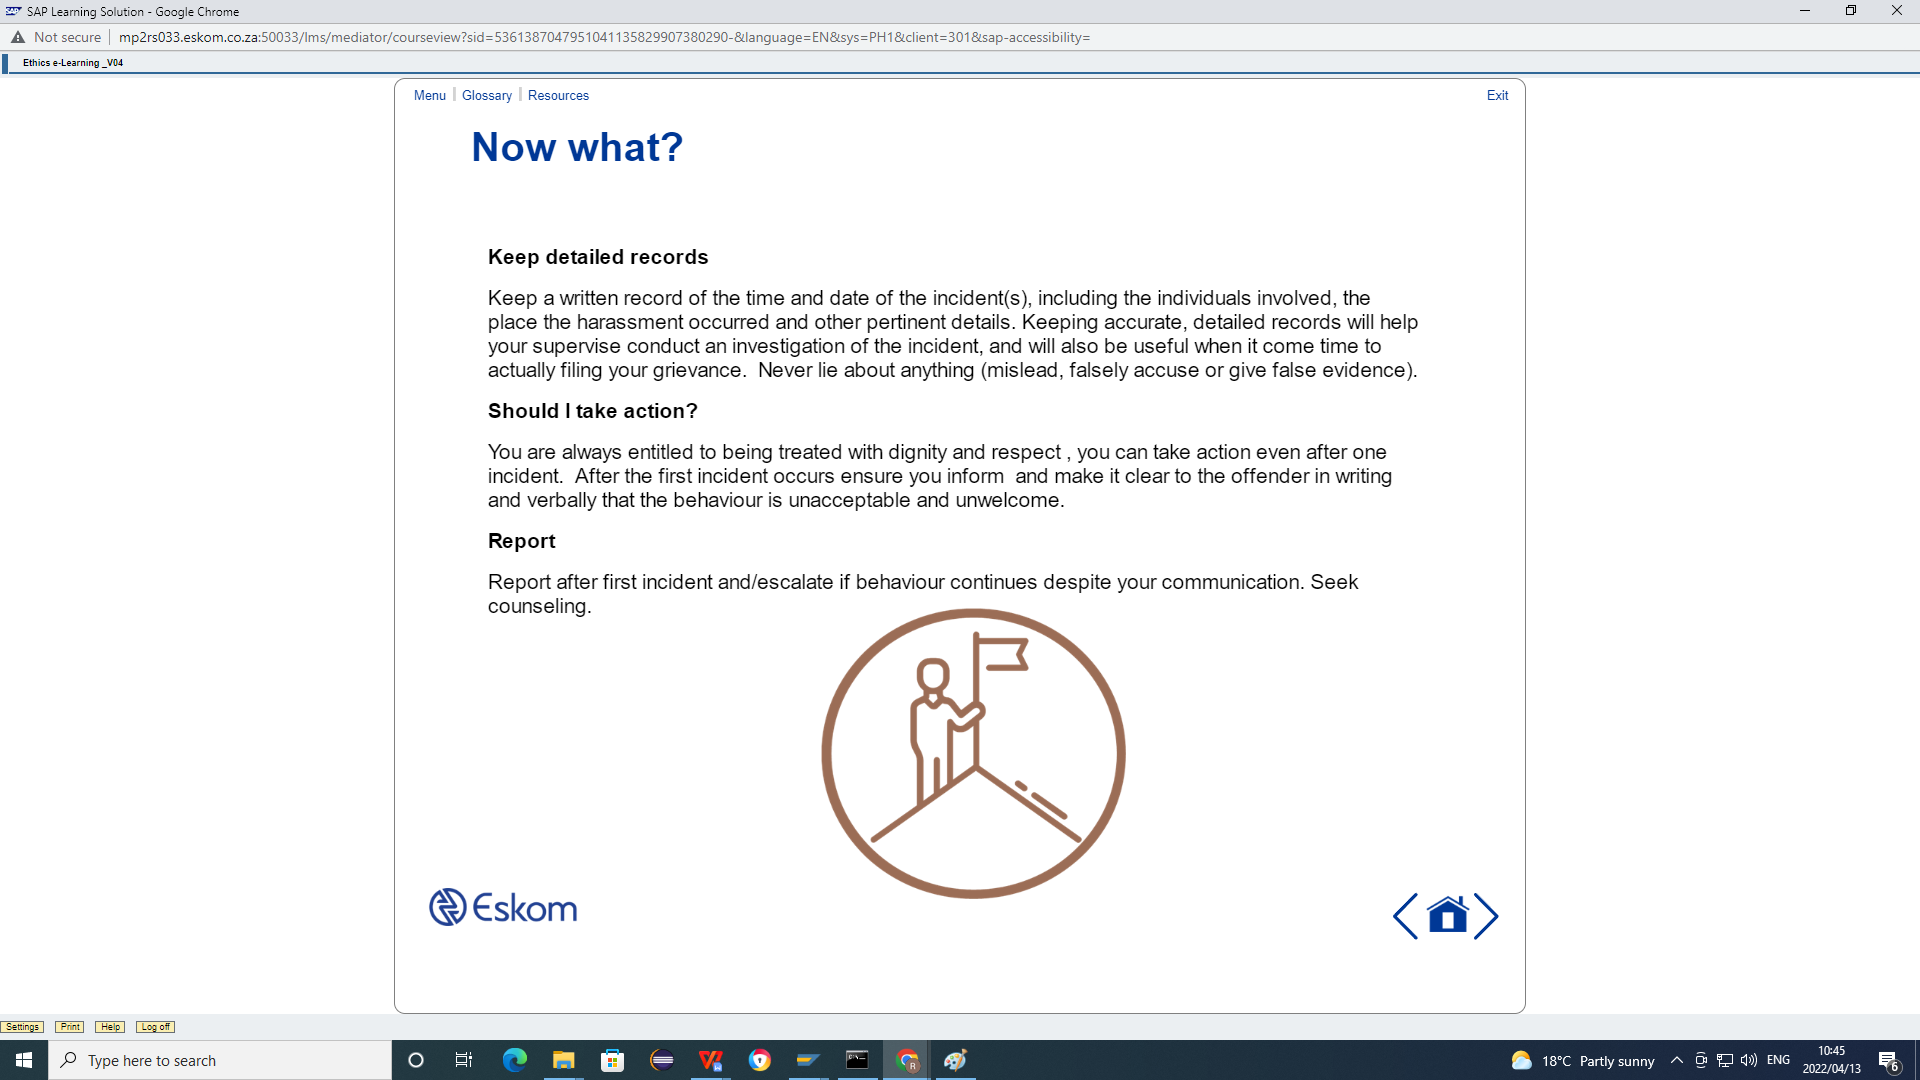 SAP Learning Solution - Google Chrome
Not secure mp2rs033.eskom.co.za:50033/lms/mediator/courseview?sid=53613870479510411358299073802​90-&language=EN&sys=PH1&client=301&sap-accessibility=
Ethics e-Learning _V04
Menu Glossary Resources Exit
Now what?
Keep detailed records
Keep a written record of the time and date of the incident(s), including the individuals involved, the
place the harassment occurred and other pertinent details. Keeping accurate, detailed records will help
your supervise conduct an investigation of the incident, and will also be useful when it come time to
actually filing your grievance.  Never lie about anything (mislead, falsely accuse or give false evidence).
Should I take action?
You are always entitled to being treated with dignity and respect , you can take action even after one
incident.  After the first incident occurs ensure you inform  and make it clear to the offender in writing
and verbally that the behaviour is unacceptable and unwelcome.
Report
Report after first incident and/escalate if behaviour continues despite your communication. Seek
counseling.
Eskom
Settings Print Help Log off
Type here to search
18°C Partly sunny ENG
10:45
2022/04/13
6